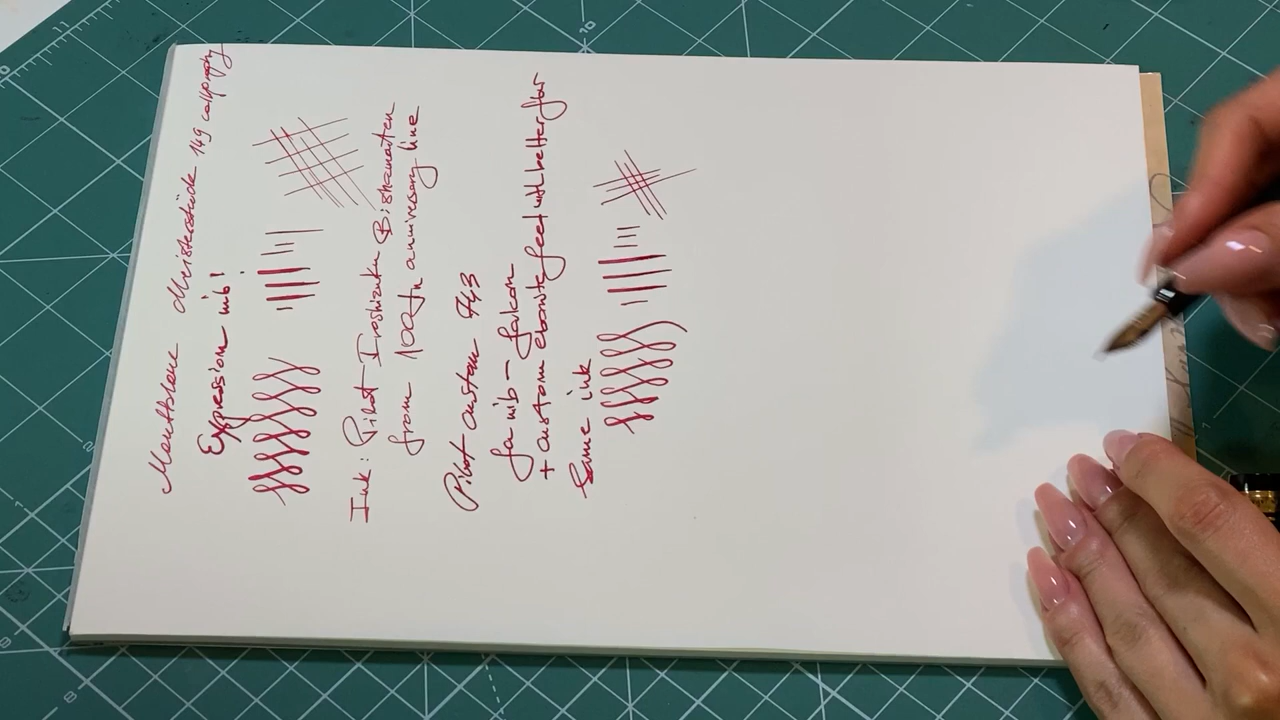 Montblanc Meisterstück 149 calligraphy
Expression nib!
Ink: Pilot Iroshizuku Bishamonten
from 100th anniversary line
Pilot custom 743
fa nib - falcon
+ custom ebonite feed with better flow
Same ink